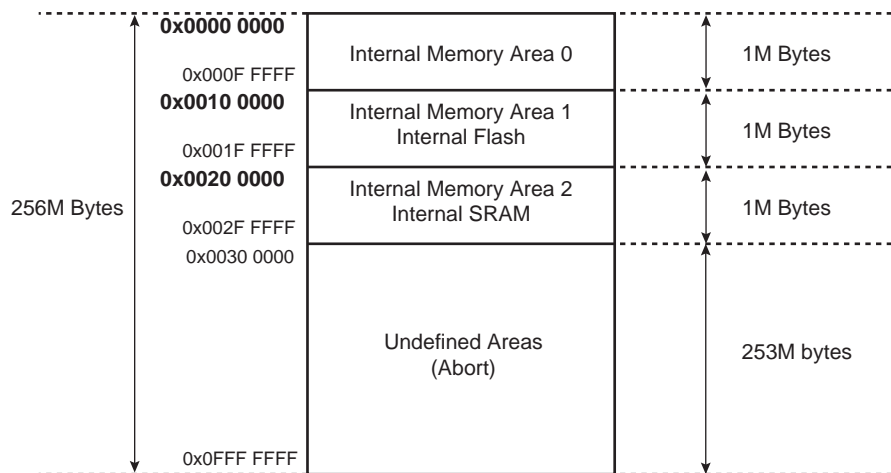 0x0000 0000
Internal Memory Area 0
1M Bytes
0x000F FFFF
0x0010 0000
Internal Memory Area 1
Internal Flash
1M Bytes
0x001F FFFF
0x0020 0000
Internal Memory Area 2
Internal SRAM
1M Bytes
256M Bytes
0x002F FFFF
0x0030 0000
Undefined Areas
(Abort)
253M bytes
0x0FFF FFFF